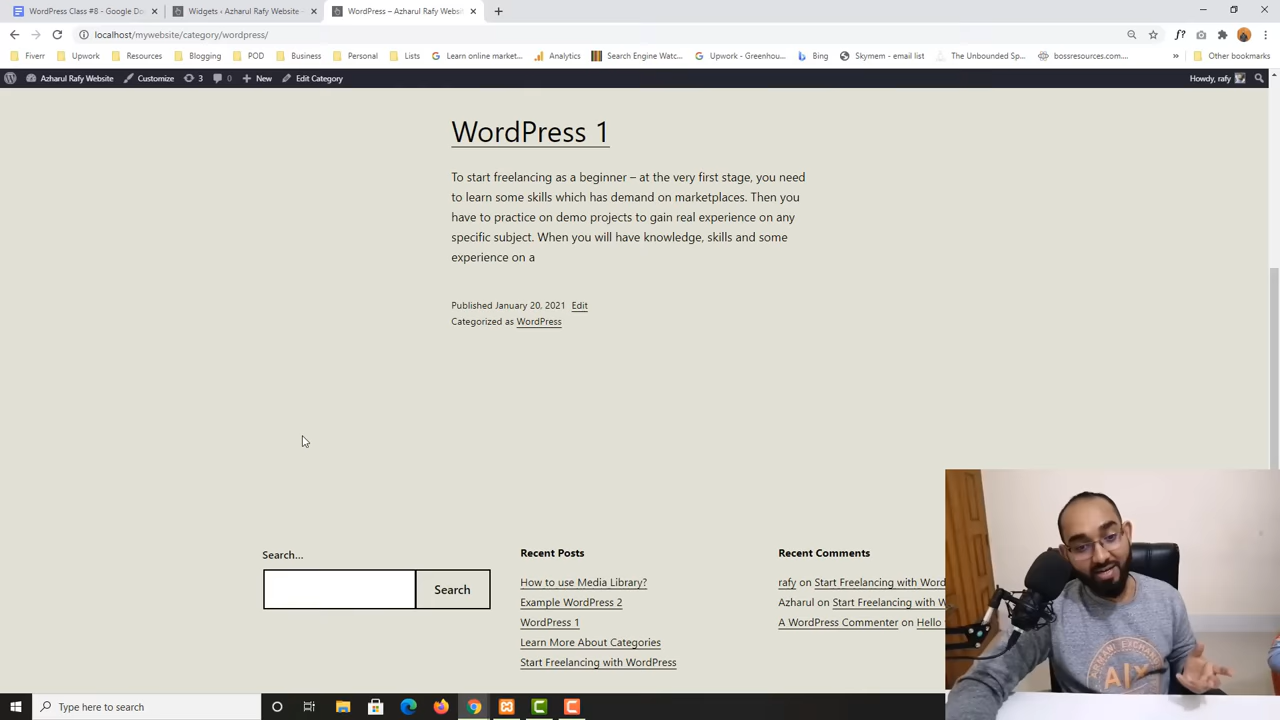 WordPress Class #8 - Google Do
Widgets ‹ Azharul Rafy Website
WordPress – Azharul Rafy Websi
localhost/mywebsite/category/wordpress/
Fiverr
Upwork
Resources
Blogging
POD
Business
Personal
Lists
Learn online market...
Analytics
Search Engine Watc...
Upwork - Greenhou...
Bing
Skymem - email list
The Unbounded Sp...
bossresources.com...
»
Other bookmarks
Azharul Rafy Website
Customize
3
0
New
Edit Category
Howdy, rafy
WordPress 1
To start freelancing as a beginner – at the very first stage, you need
to learn some skills which has demand on marketplaces. Then you
have to practice on demo projects to gain real experience on any
specific subject. When you will have knowledge, skills and some
experience on a
Published January 20, 2021 Edit
Categorized as WordPress
Search...
Search
Recent Posts
How to use Media Library?
Example WordPress 2
WordPress 1
Learn More About Categories
Start Freelancing with WordPress
Recent Comments
rafy on Start Freelancing with Word
Azharul on Start Freelancing with W
A WordPress Commenter on Hello
Type here to search